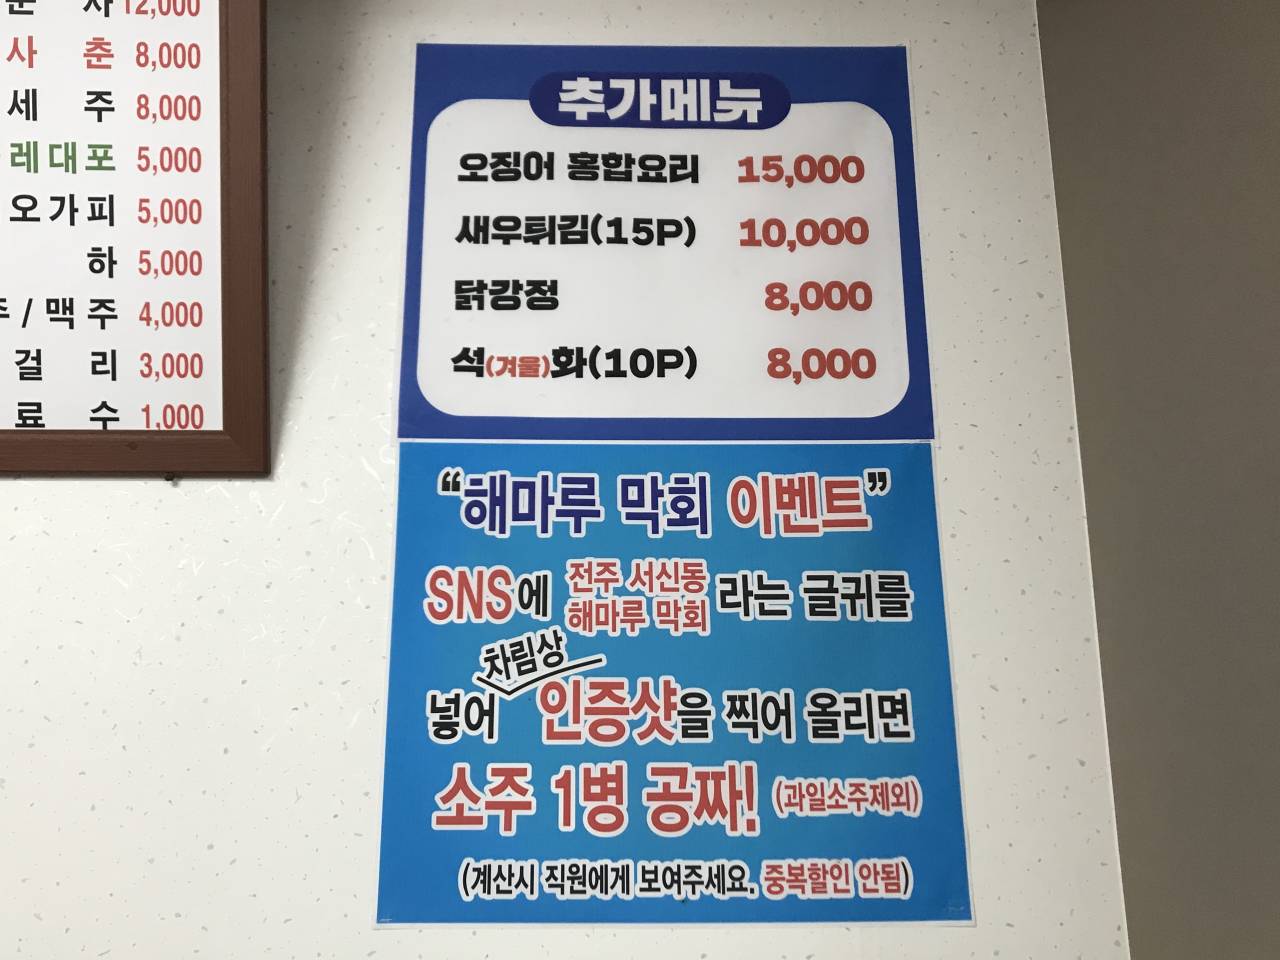 사 12,000
사 춘 8,000
세 주 8,000
레대포 5,000
오가피 5,000
하 5,000
주/맥주 4,000
걸 리 3,000
료 수 1,000
추가메뉴
오징어 홍합요리 15,000
새우튀김(15P) 10,000
닭강정 8,000
석(겨울)화(10P) 8,000
“해마루 막회 이벤트”
SNS에 전주 서신동 해마루 막회 라는 글귀를
차림상
넣어 인증샷을 찍어 올리면
소주 1병 공짜! (과일소주제외)
(계산시 직원에게 보여주세요. 중복할인 안됨)